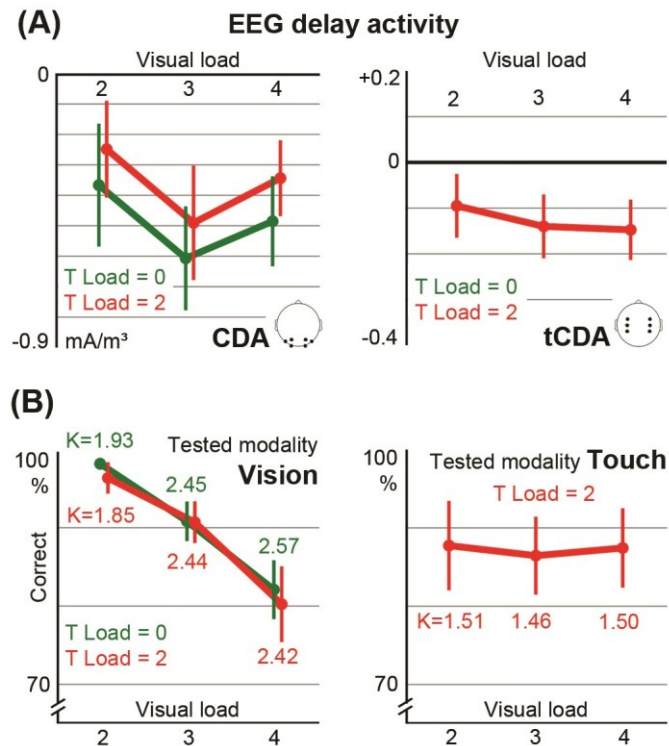 (A)
EEG delay activity
Visual load
0
2 3 4
T Load = 0
T Load = 2
-0.9 mA/m³
CDA
+0.2
Visual load
2 3 4
0
T Load = 0
T Load = 2
-0.4
tCDA
(B)
100
%
K=1.93
Tested modality
Vision
2.45
K=1.85
2.44
2.57
2.42
Correct
T Load = 0
T Load = 2
70
Visual load
2 3 4
100
%
Tested modality Touch
T Load = 2
K=1.51 1.46 1.50
70
Visual load
2 3 4